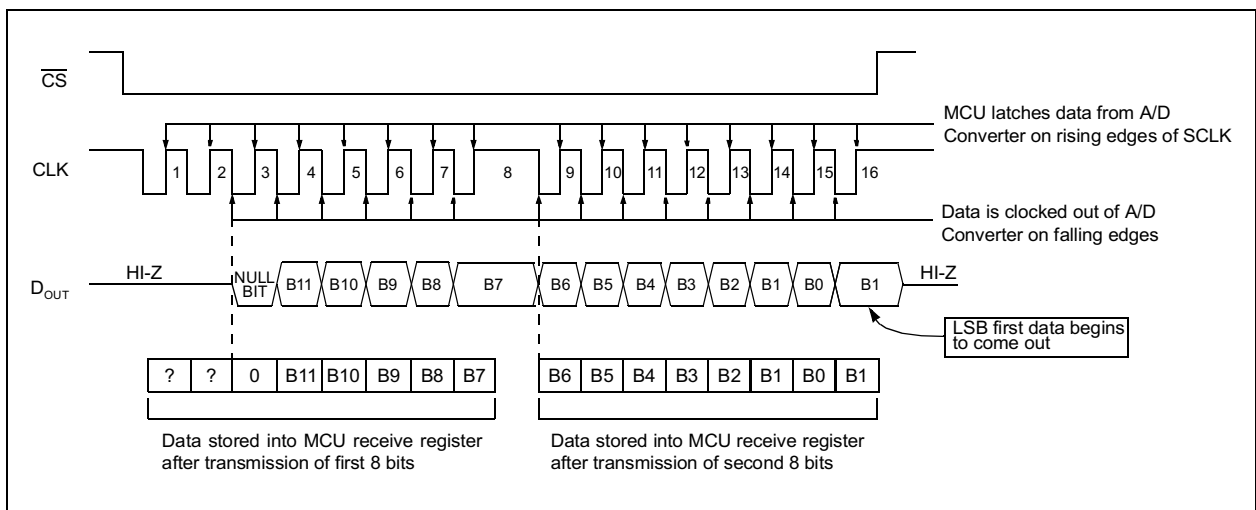 CS
MCU latches data from A/D
Converter on rising edges of SCLK
CLK
1 2 3 4 5 6 7 8 9 10 11 12 13 14 15 16
Data is clocked out of A/D
Converter on falling edges
DOUT
HI-Z
NULL
BIT
B11 B10 B9 B8 B7 B6 B5 B4 B3 B2 B1 B0 B1
HI-Z
LSB first data begins
to come out
? ? 0 B11 B10 B9 B8 B7
B6 B5 B4 B3 B2 B1 B0 B1
Data stored into MCU receive register
after transmission of first 8 bits
Data stored into MCU receive register
after transmission of second 8 bits